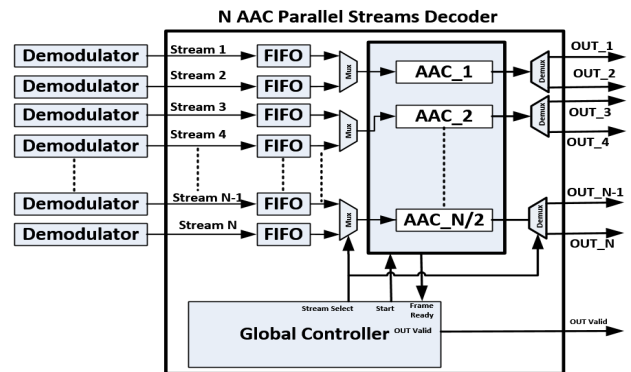 N AAC Parallel Streams Decoder
Demodulator Stream 1 FIFO Mux AAC_1 Demux OUT_1
Demodulator Stream 2 FIFO OUT_2
Demodulator Stream 3 FIFO Mux AAC_2 Demux OUT_3
Demodulator Stream 4 FIFO OUT_4
Demodulator Stream N-1 FIFO Mux AAC_N/2 Demux OUT_N-1
Demodulator Stream N FIFO OUT_N
Stream Select Start Frame Ready
Global Controller OUT Valid OUT Valid